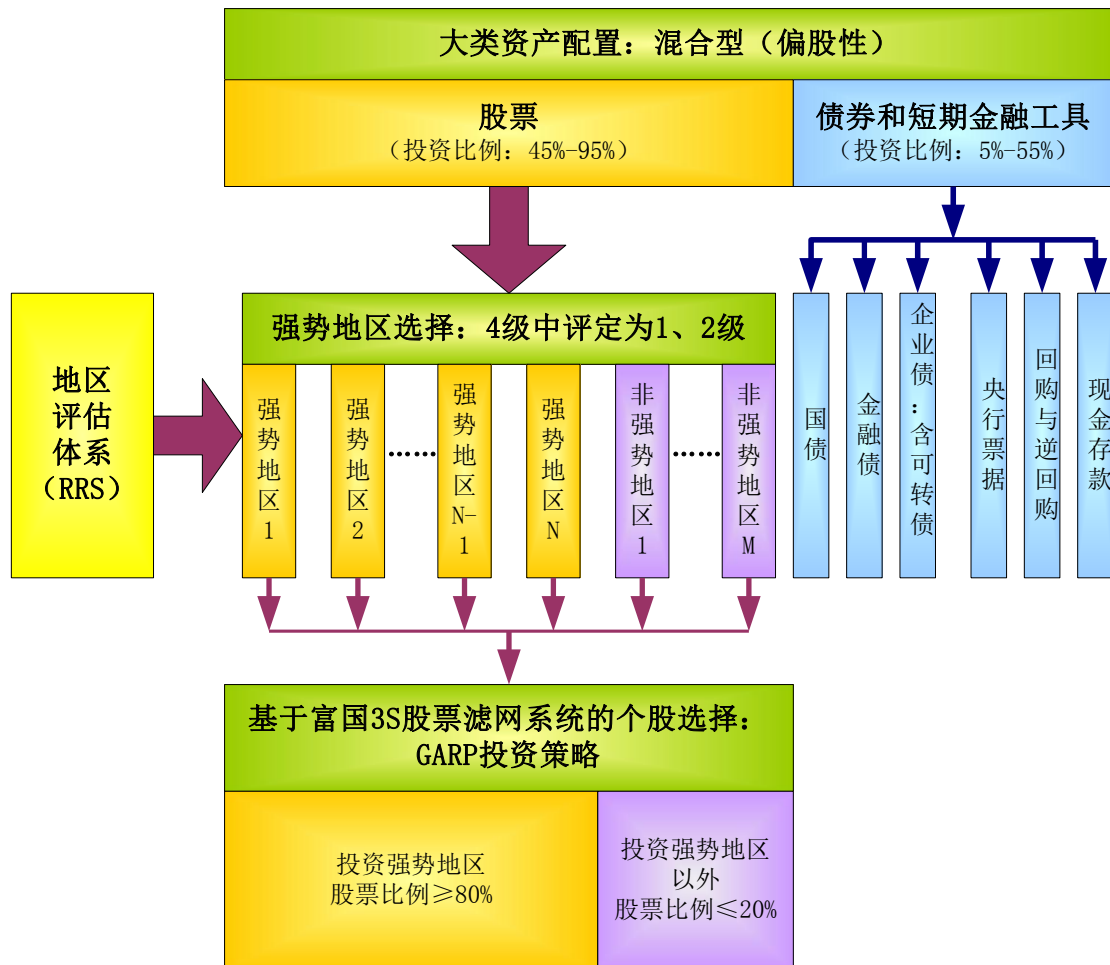 大类资产配置：混合型（偏股性）
股票
（投资比例：45%-95%）
债券和短期金融工具
（投资比例：5%-55%）
地区
评估
体系
（RRS）
强势地区选择：4级中评定为1、2级
强势地区1
强势地区2
……
强势地区N-1
强势地区N
非强势地区1
……
非强势地区M
国债
金融债
企业债：含可转债
央行票据
回购与逆回购
现金存款
基于富国3S股票滤网系统的个股选择：
GARP投资策略
投资强势地区
股票比例≥80%
投资强势地区
以外
股票比例≤20%